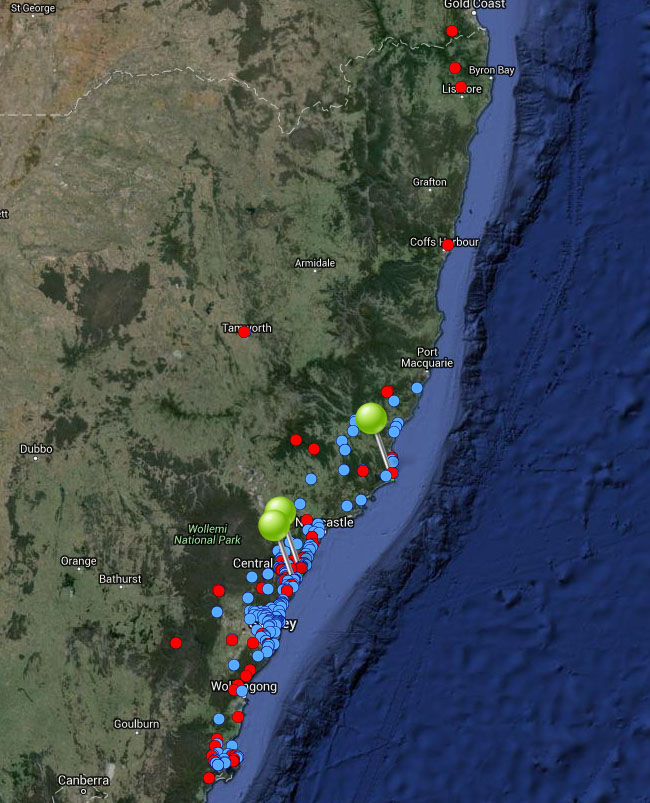 St George
Gold Coast
Byron Bay
Lismore
Grafton
Coffs Harbour
Armidale
Tamworth
Port
Macquarie
Dubbo
Newcastle
Wollemi
National Park
Orange
Central
Bathurst
Wollongong
Goulburn
Canberra